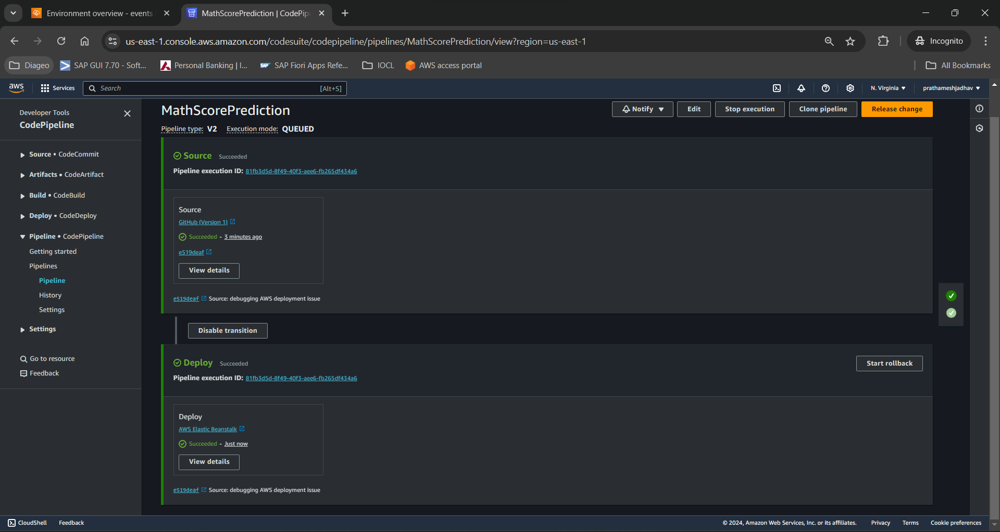 Environment overview - events
MathScorePrediction | CodePip
us-east-1.console.aws.amazon.com/codesuite/codepipeline/pipelines/MathScorePrediction/view?region=us-east-1
Incognito
Diageo
SAP GUI 7.70 - Soft...
Personal Banking | I...
SAP Fiori Apps Refe...
IOCL
AWS access portal
All Bookmarks
aws
Services
Search
[Alt+S]
N. Virginia
prathameshjadhav
Developer Tools
CodePipeline
Source • CodeCommit
Artifacts • CodeArtifact
Build • CodeBuild
Deploy • CodeDeploy
Pipeline • CodePipeline
Getting started
Pipelines
Pipeline
History
Settings
Settings
Go to resource
Feedback
MathScorePrediction
Notify
Edit
Stop execution
Clone pipeline
Release change
Pipeline type: V2 Execution mode: QUEUED
Source Succeeded
Pipeline execution ID: 81fb3d5d-8f49-40f3-aee6-fb265df434a6
Source
GitHub (Version 1)
Succeeded - 3 minutes ago
e519deaf
View details
e519deaf Source: debugging AWS deployment issue
Disable transition
Deploy Succeeded
Start rollback
Pipeline execution ID: 81fb3d5d-8f49-40f3-aee6-fb265df434a6
Deploy
AWS Elastic Beanstalk
Succeeded - Just now
View details
e519deaf Source: debugging AWS deployment issue
CloudShell
Feedback
© 2024, Amazon Web Services, Inc. or its affiliates.
Privacy
Terms
Cookie preferences